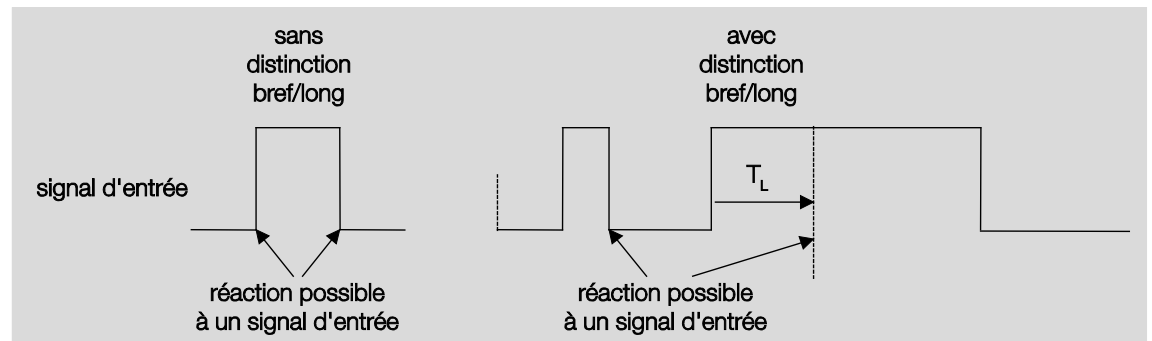 sans
distinction
bref/long
avec
distinction
bref/long
signal d'entrée
TL
réaction possible
à un signal d'entrée
réaction possible
à un signal d'entrée